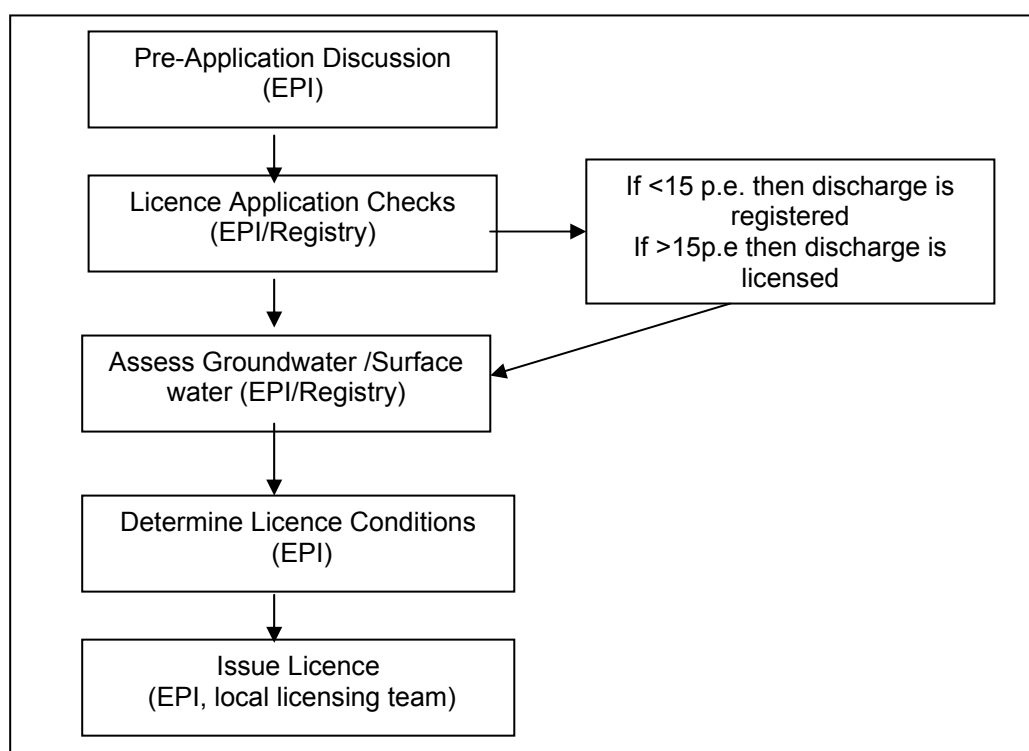 Pre-Application Discussion
(EPI)
Licence Application Checks
(EPI/Registry)
If <15 p.e. then discharge is
registered
If >15p.e then discharge is
licensed
Assess Groundwater /Surface
water (EPI/Registry)
Determine Licence Conditions
(EPI)
Issue Licence
(EPI, local licensing team)